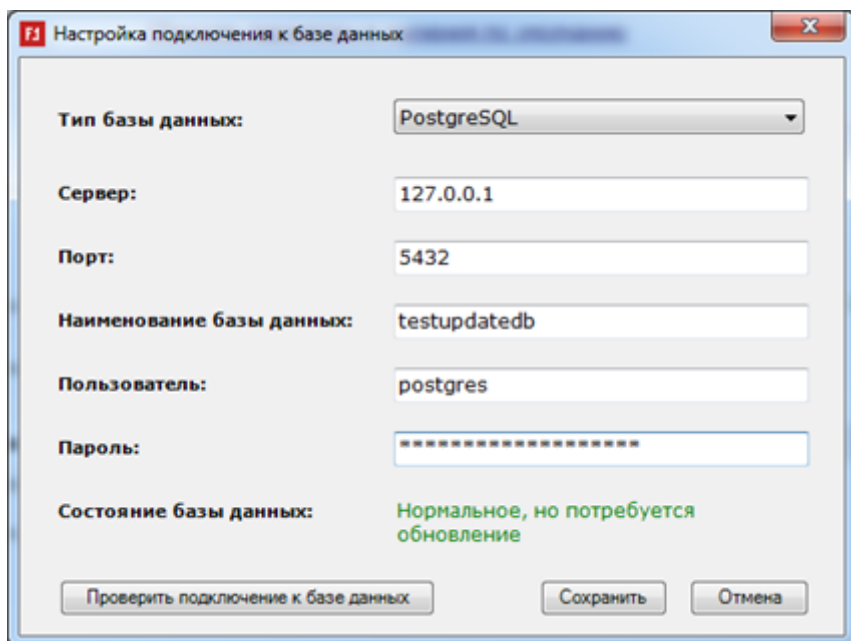 F1 Настройка подключения к базе данных
Тип базы данных: PostgreSQL
Сервер: 127.0.0.1
Порт: 5432
Наименование базы данных: testupdatedb
Пользователь: postgres
Пароль: *******************
Состояние базы данных: Нормальное, но потребуется
обновление
Проверить подключение к базе данных Сохранить Отмена